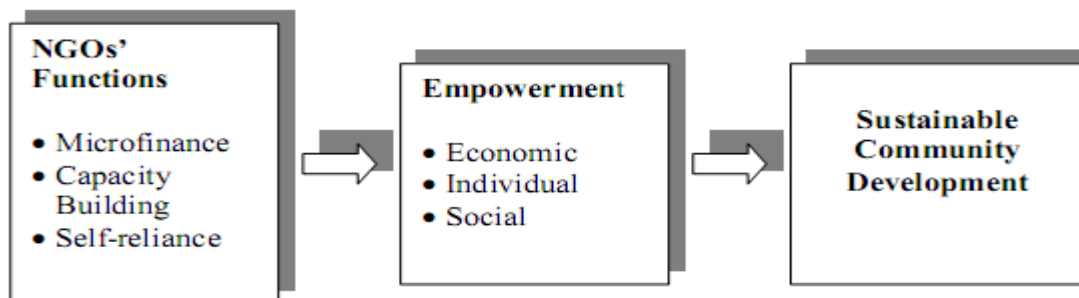 NGOs'
Functions
• Microfinance
• Capacity
Building
• Self-reliance
Empowerment
• Economic
• Individual
• Social
Sustainable
Community
Development